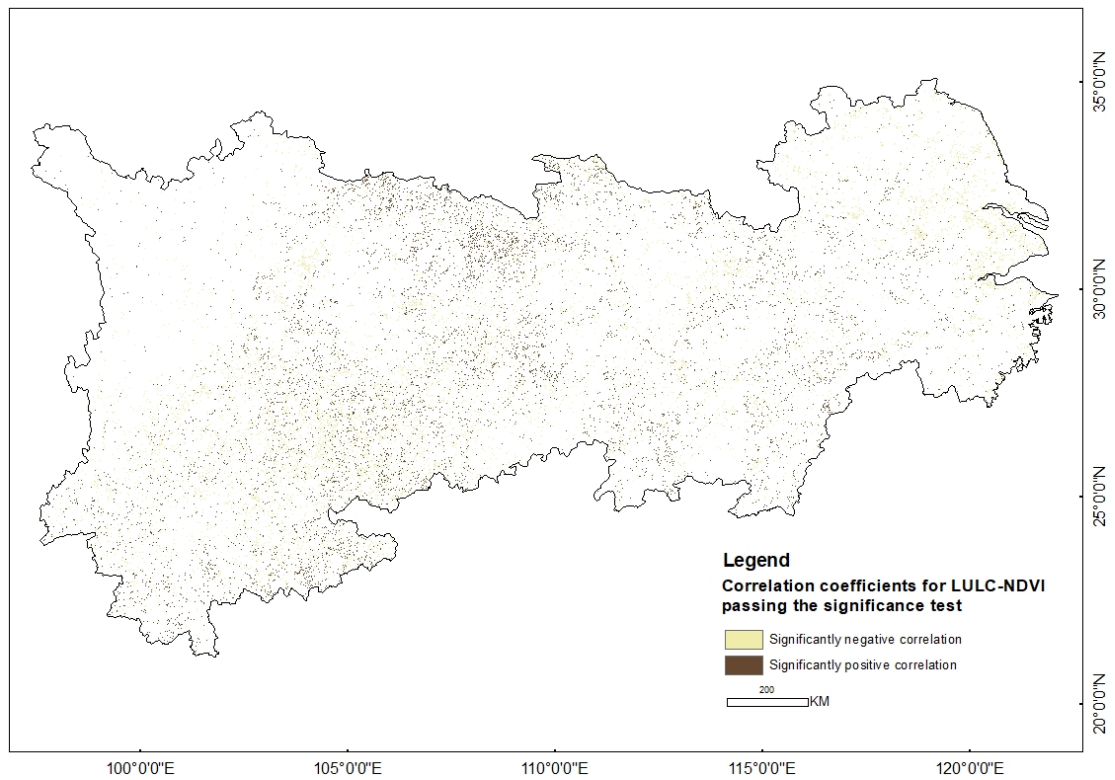 35°0'0"N
30°0'0"N
25°0'0"N
20°0'0"N
Legend
Correlation coefficients for LULC-NDVI
passing the significance test
Significantly negative correlation
Significantly positive correlation
200
KM
100°0'0"E 105°0'0"E 110°0'0"E 115°0'0"E 120°0'0"E